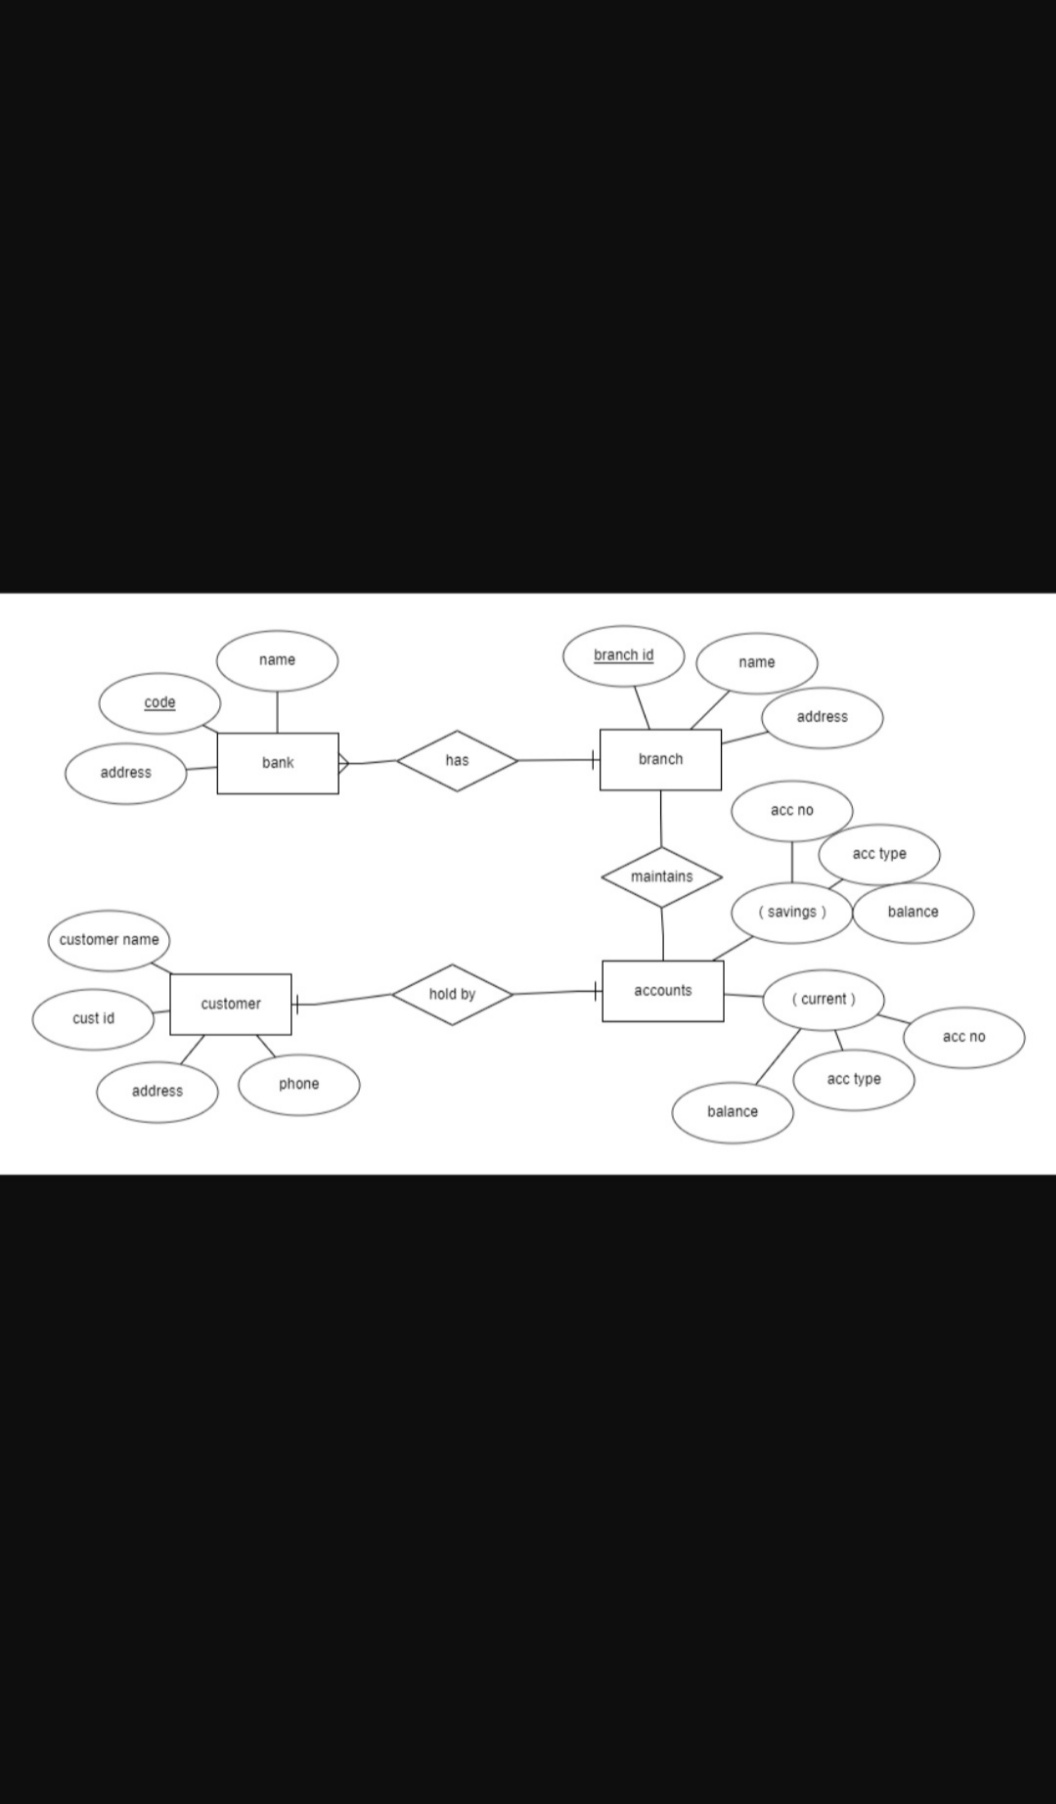 name
code
address
bank
has
branch id
name
address
branch
maintains
acc no
acc type
( savings )
balance
customer name
cust id
customer
address
phone
hold by
accounts
( current )
acc no
acc type
balance